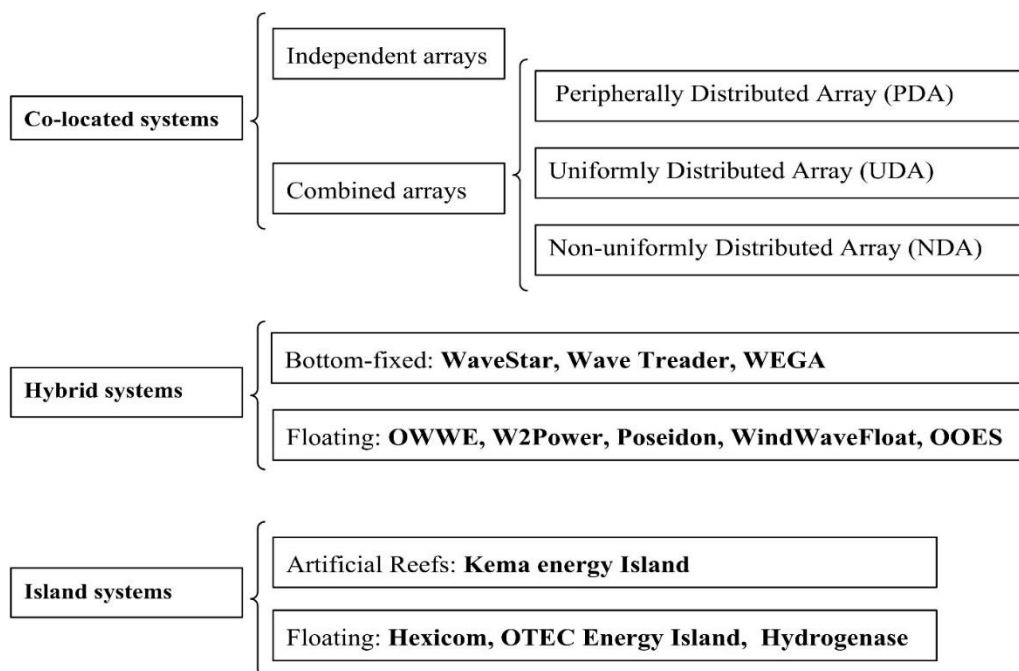 Co-located systems
Independent arrays
Combined arrays
Peripherally Distributed Array (PDA)
Uniformly Distributed Array (UDA)
Non-uniformly Distributed Array (NDA)
Hybrid systems
Bottom-fixed: WaveStar, Wave Treader, WEGA
Floating: OWWE, W2Power, Poseidon, WindWaveFloat, OOES
Island systems
Artificial Reefs: Kema energy Island
Floating: Hexicom, OTEC Energy Island, Hydrogenase